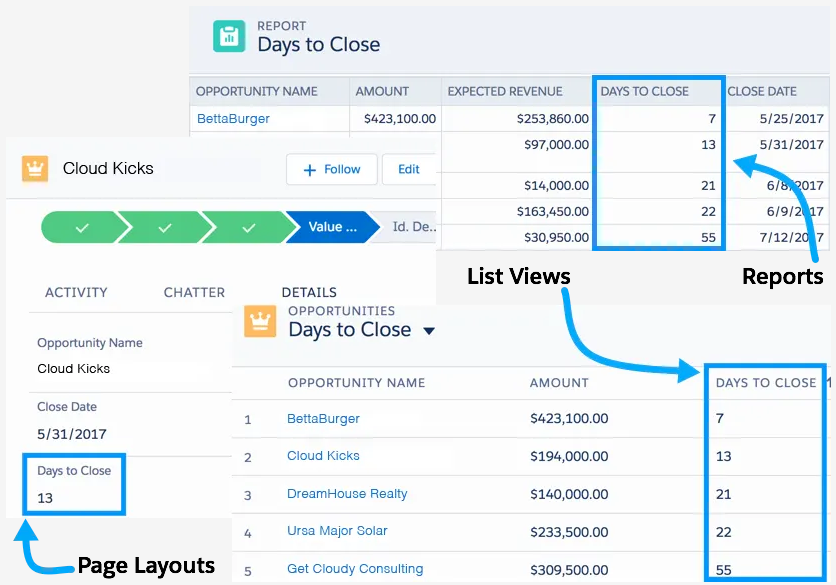 REPORT
Days to Close
OPPORTUNITY NAME AMOUNT EXPECTED REVENUE DAYS TO CLOSE CLOSE DATE
BettaBurger $423,100.00 $253,860.00 7 5/25/2017
$97,000.00 13 5/31/2017
$14,000.00 21 6/8/2017
$163,450.00 22 6/9/2017
$30,950.00 55 7/12/2017
Reports
Cloud Kicks
+ Follow Edit
Value ... Id. De..
ACTIVITY CHATTER DETAILS
Opportunity Name
Cloud Kicks
Close Date
5/31/2017
Days to Close
13
Page Layouts
List Views
OPPORTUNITIES
Days to Close
OPPORTUNITY NAME AMOUNT DAYS TO CLOSE
1 BettaBurger $423,100.00 7
2 Cloud Kicks $194,000.00 13
3 DreamHouse Realty $140,000.00 21
4 Ursa Major Solar $233,500.00 22
5 Get Cloudy Consulting $309,500.00 55